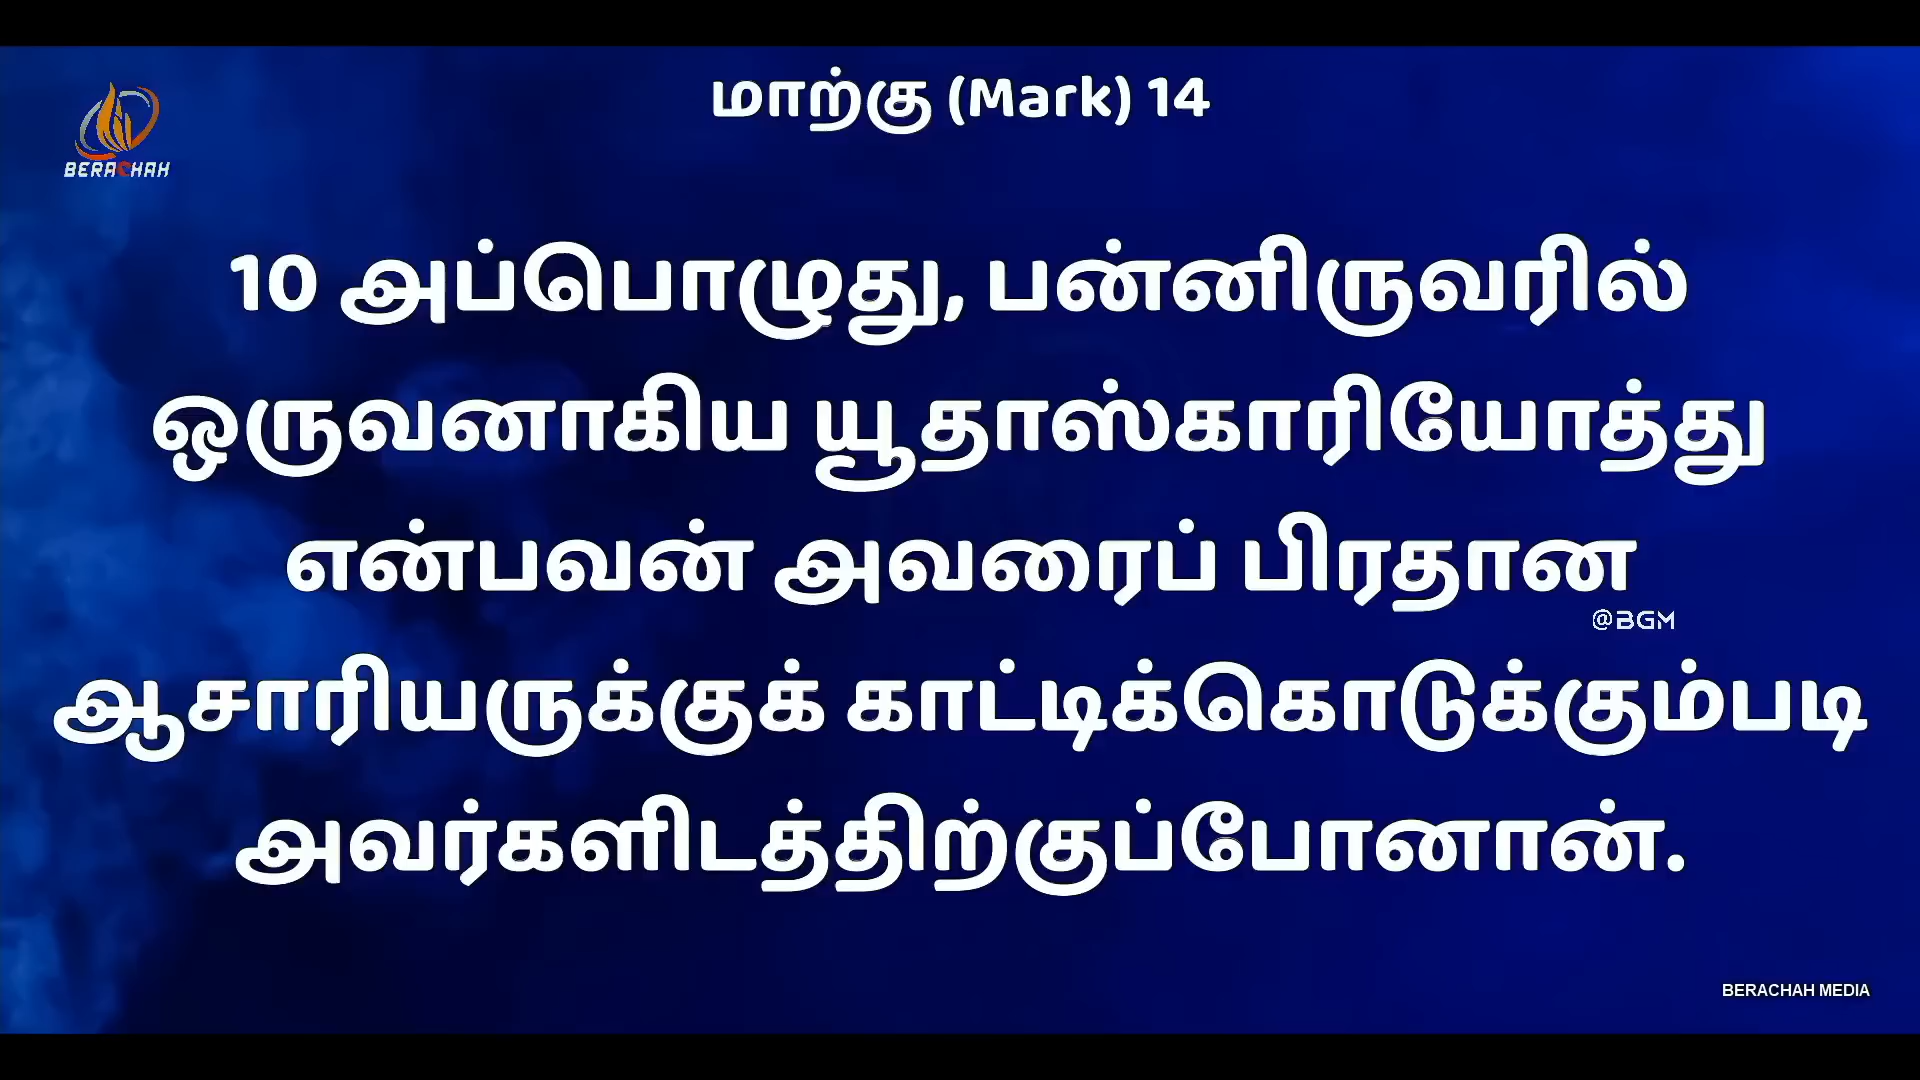 மாற்கு (Mark) 14
BERACHAH
10 அப்பொழுது, பன்னிருவரில்
ஒருவனாகிய யூதாஸ்காரியோத்து
என்பவன் அவரைப் பிரதான
@BGM
ஆசாரியருக்குக் காட்டிக்கொடுக்கும்படி
அவர்களிடத்திற்குப்போனான்.
BERACHAH MEDIA